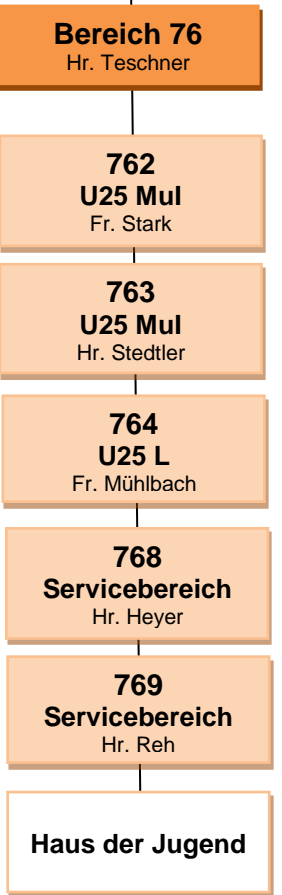 Bereich 76
Hr. Teschner
762
U25 Mul
Fr. Stark
763
U25 Mul
Hr. Stedtler
764
U25 L
Fr. Mühlbach
768
Servicebereich
Hr. Heyer
769
Servicebereich
Hr. Reh
Haus der Jugend